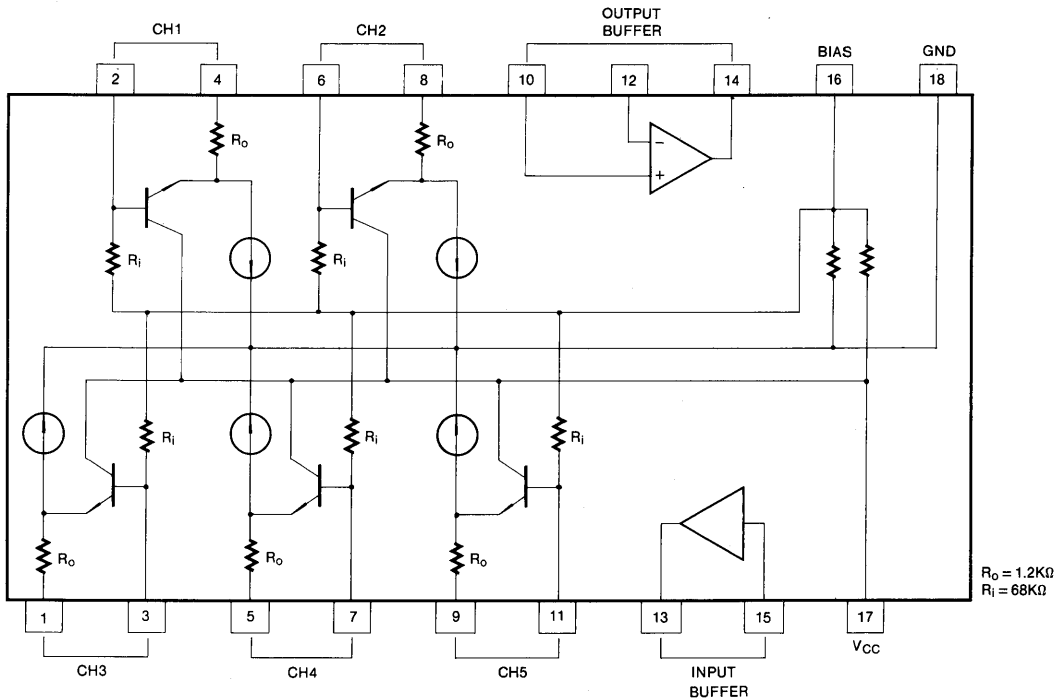 CH1
CH2
OUTPUT
BUFFER
BIAS
GND
2
4
6
8
10
12
14
16
18
Ro
Ro
−
+
Ri
Ri
Ri
Ri
Ri
Ro
Ro
Ro
Ro = 1.2KΩ
Ri = 68KΩ
1
3
5
7
9
11
13
15
17
CH3
CH4
CH5
INPUT
BUFFER
VCC